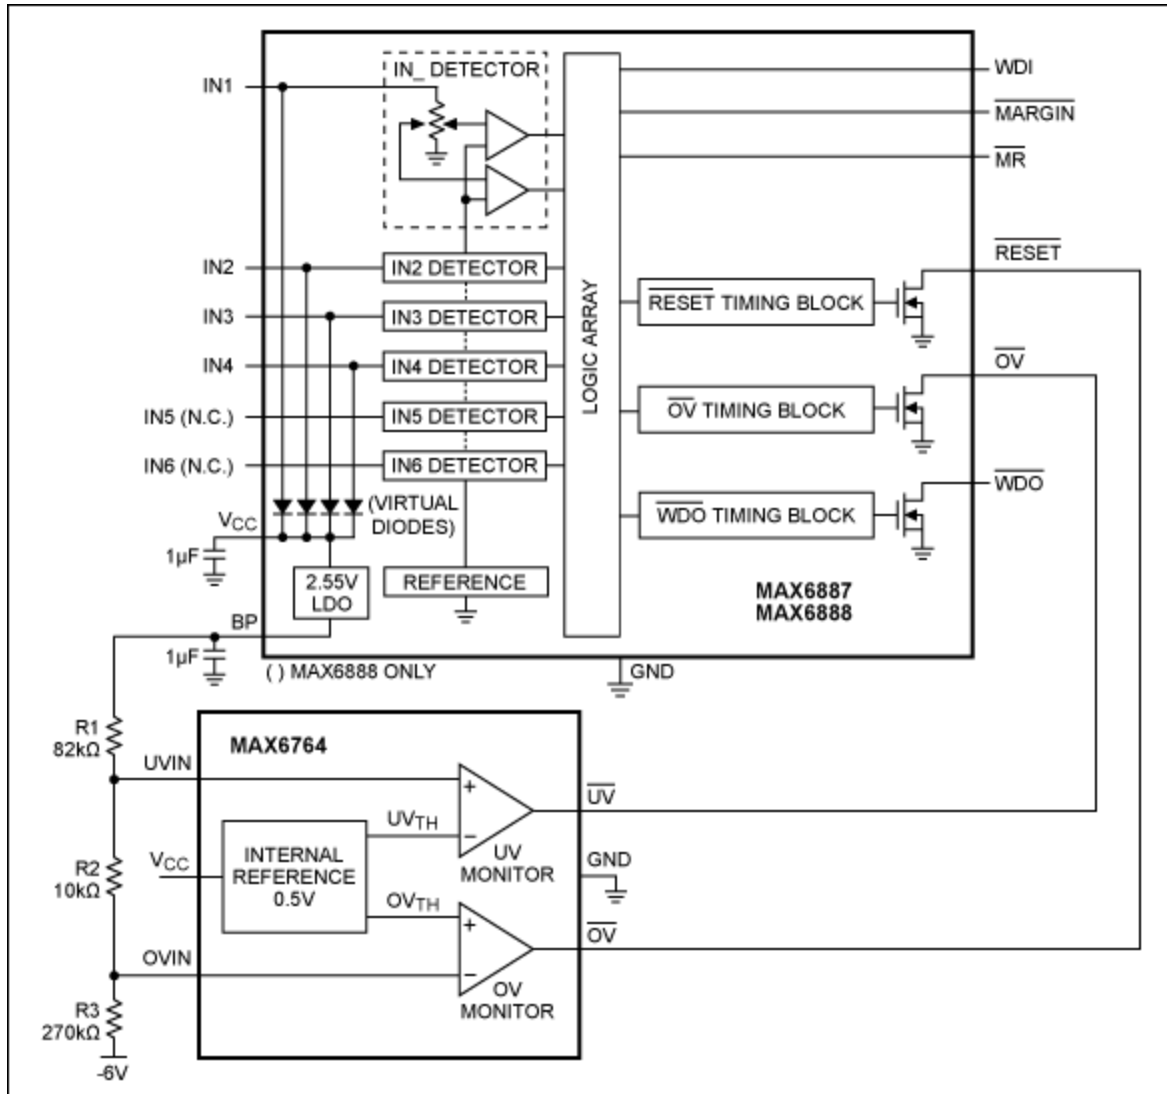 IN_ DETECTOR
IN1
WDI
MARGIN
MR
RESET
IN2
IN2 DETECTOR
IN3
IN3 DETECTOR
RESET TIMING BLOCK
IN4
IN4 DETECTOR
OV
LOGIC ARRAY
IN5 (N.C.)
IN5 DETECTOR
OV TIMING BLOCK
IN6 (N.C.)
IN6 DETECTOR
WDO
(VIRTUAL
DIODES)
WDO TIMING BLOCK
VCC
1µF
2.55V
LDO
REFERENCE
MAX6887
MAX6888
BP
1µF
( ) MAX6888 ONLY
GND
R1
82kΩ
MAX6764
UVIN
UV
UVTH
+
−
UV
MONITOR
VCC
INTERNAL
REFERENCE
0.5V
GND
R2
10kΩ
OVTH
+
−
OV
OVIN
OV
MONITOR
R3
270kΩ
-6V